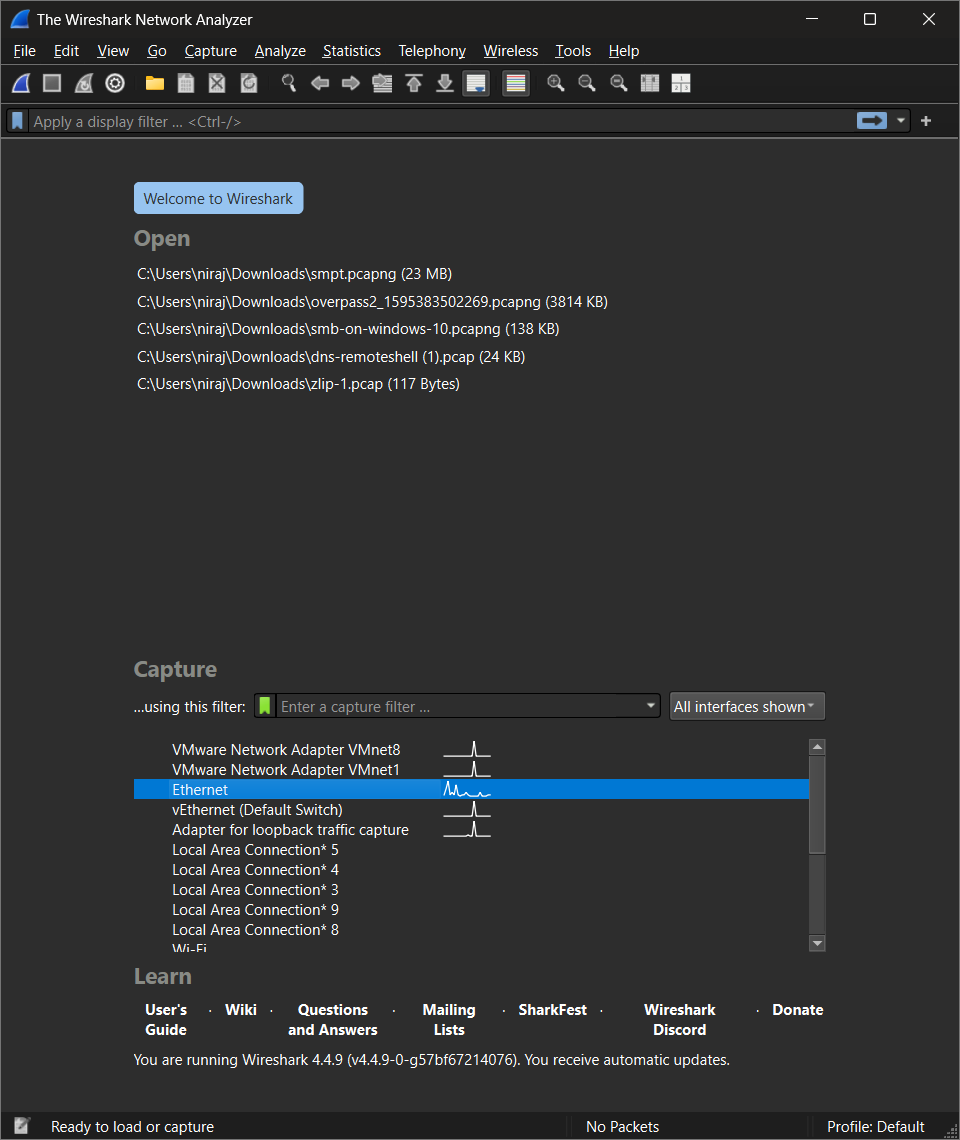 The Wireshark Network Analyzer
File Edit View Go Capture Analyze Statistics Telephony Wireless Tools Help
Apply a display filter ... <Ctrl-/>
Welcome to Wireshark
Open
C:\Users\niraj\Downloads\smpt.pcapng (23 MB)
C:\Users\niraj\Downloads\overpass2_1595383502269.pcapng (3814 KB)
C:\Users\niraj\Downloads\smb-on-windows-10.pcapng (138 KB)
C:\Users\niraj\Downloads\dns-remoteshell (1).pcap (24 KB)
C:\Users\niraj\Downloads\zlip-1.pcap (117 Bytes)
Capture
...using this filter: Enter a capture filter ... All interfaces shown
VMware Network Adapter VMnet8
VMware Network Adapter VMnet1
Ethernet
vEthernet (Default Switch)
Adapter for loopback traffic capture
Local Area Connection* 5
Local Area Connection* 4
Local Area Connection* 3
Local Area Connection* 9
Local Area Connection* 8
Wi-Fi
Learn
User's Guide · Wiki · Questions and Answers · Mailing Lists · SharkFest · Wireshark Discord · Donate
You are running Wireshark 4.4.9 (v4.4.9-0-g57bf67214076). You receive automatic updates.
Ready to load or capture No Packets Profile: Default